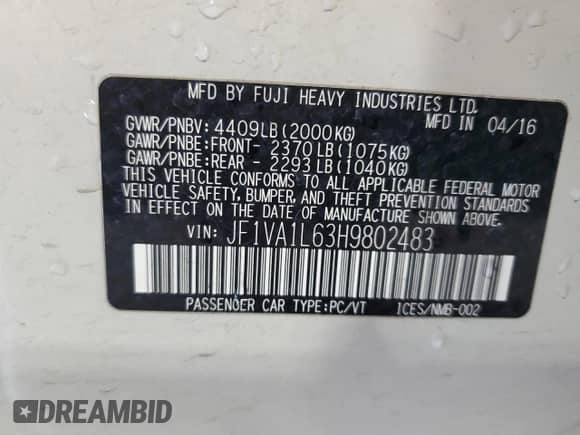 MFD BY FUJI HEAVY INDUSTRIES LTD.
MFD IN 04/16
GVWR/PNBV: 4409LB(2000KG)
GAWR/PNBE:FRONT- 2370LB(1075KG)
GAWR/PNBE:REAR - 2293LB(1040KG)
THIS VEHICLE CONFORMS TO ALL APPLICABLE FEDERAL MOTOR
VEHICLE SAFETY, BUMPER, AND THEFT PREVENTION STANDARDS
IN EFFECT ON THE DATE OF MANUFACTURE SHOWN ABOVE.
VIN: JF1VA1L63H9802483
PASSENGER CAR TYPE:PC/VT ICES/NMB-002
DREAMBID